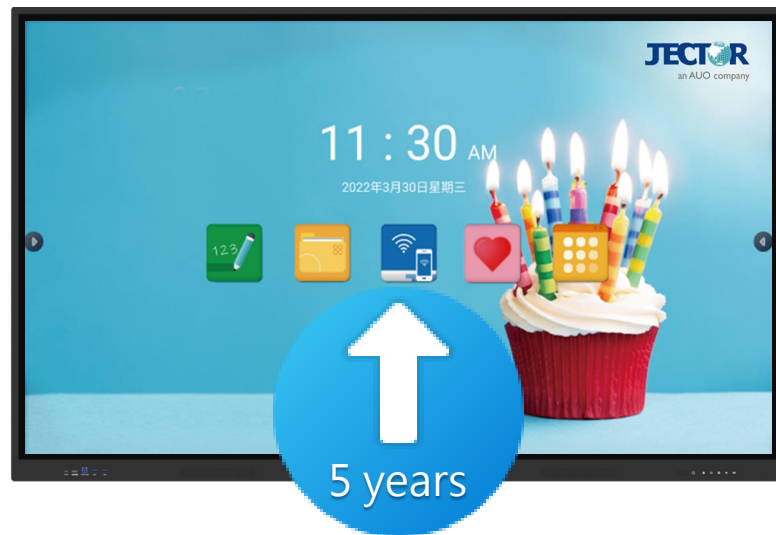 JECTOR
an AUO company
11 : 30 AM
2022年3月30日星期三
123
5 years